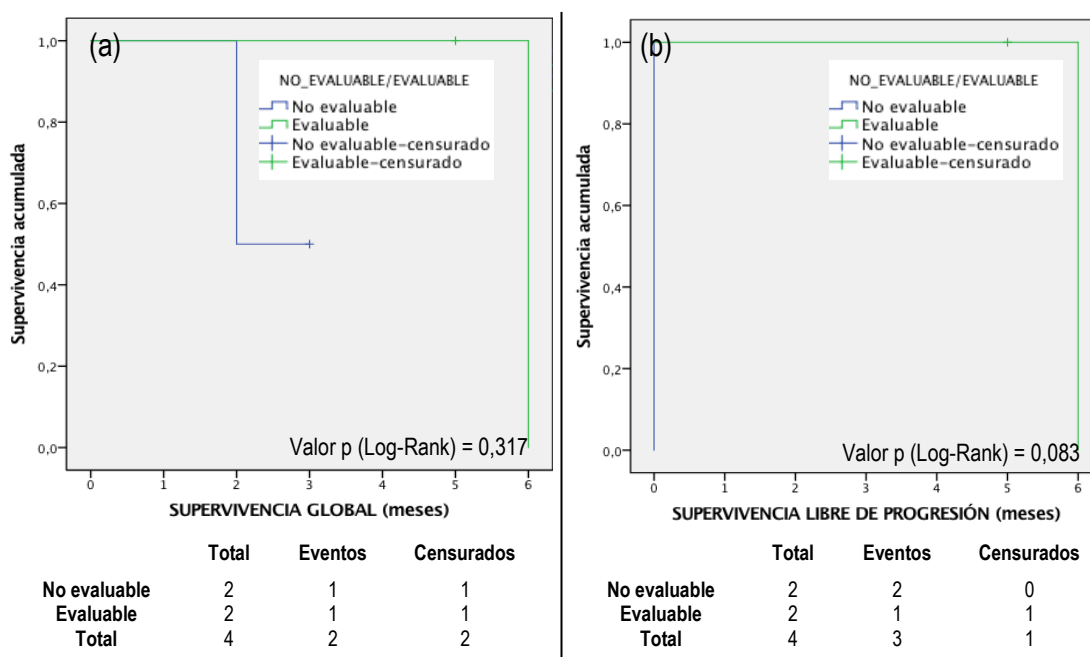 (a)
NO_EVALUABLE/EVALUABLE
No evaluable
Evaluable
No evaluable-censurado
Evaluable-censurado
Supervivencia acumulada
1,0
0,8
0,6
0,4
0,2
0,0
Valor p (Log-Rank) = 0,317
0 1 2 3 4 5 6
SUPERVIVENCIA GLOBAL (meses)
Total Eventos Censurados
No evaluable 2 1 1
Evaluable 2 1 1
Total 4 2 2
(b)
NO_EVALUABLE/EVALUABLE
No evaluable
Evaluable
No evaluable-censurado
Evaluable-censurado
Supervivencia acumulada
1,0
0,8
0,6
0,4
0,2
0,0
Valor p (Log-Rank) = 0,083
0 1 2 3 4 5 6
SUPERVIVENCIA LIBRE DE PROGRESIÓN (meses)
Total Eventos Censurados
No evaluable 2 2 0
Evaluable 2 1 1
Total 4 3 1